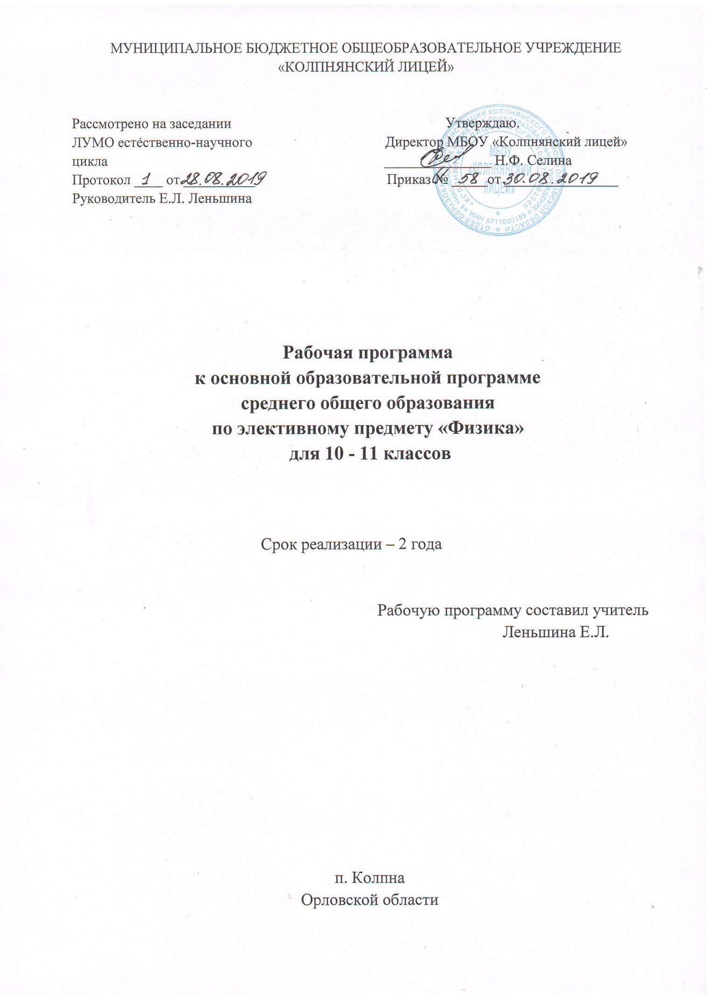 МУНИЦИПАЛЬНОЕ БЮДЖЕТНОЕ ОБЩЕОБРАЗОВАТЕЛЬНОЕ УЧРЕЖДЕНИЕ
«КОЛПНЯНСКИЙ ЛИЦЕЙ»
Рассмотрено на заседании
ЛУМО естественно-научного
цикла
Протокол 1 от 28.08.2019
Руководитель Е.Л. Леньшина
Утверждаю.
Директор МБОУ «Колпнянский лицей»
Н.Ф. Селина
Приказ № 58 от 30.08.2019
МБОУ
«КОЛПНЯНСКИЙ
ЛИЦЕЙ»
ИНН 5711000159
Рабочая программа
к основной образовательной программе
среднего общего образования
по элективному предмету «Физика»
для 10 - 11 классов
Срок реализации – 2 года
Рабочую программу составил учитель
Леньшина Е.Л.
п. Колпна
Орловской области